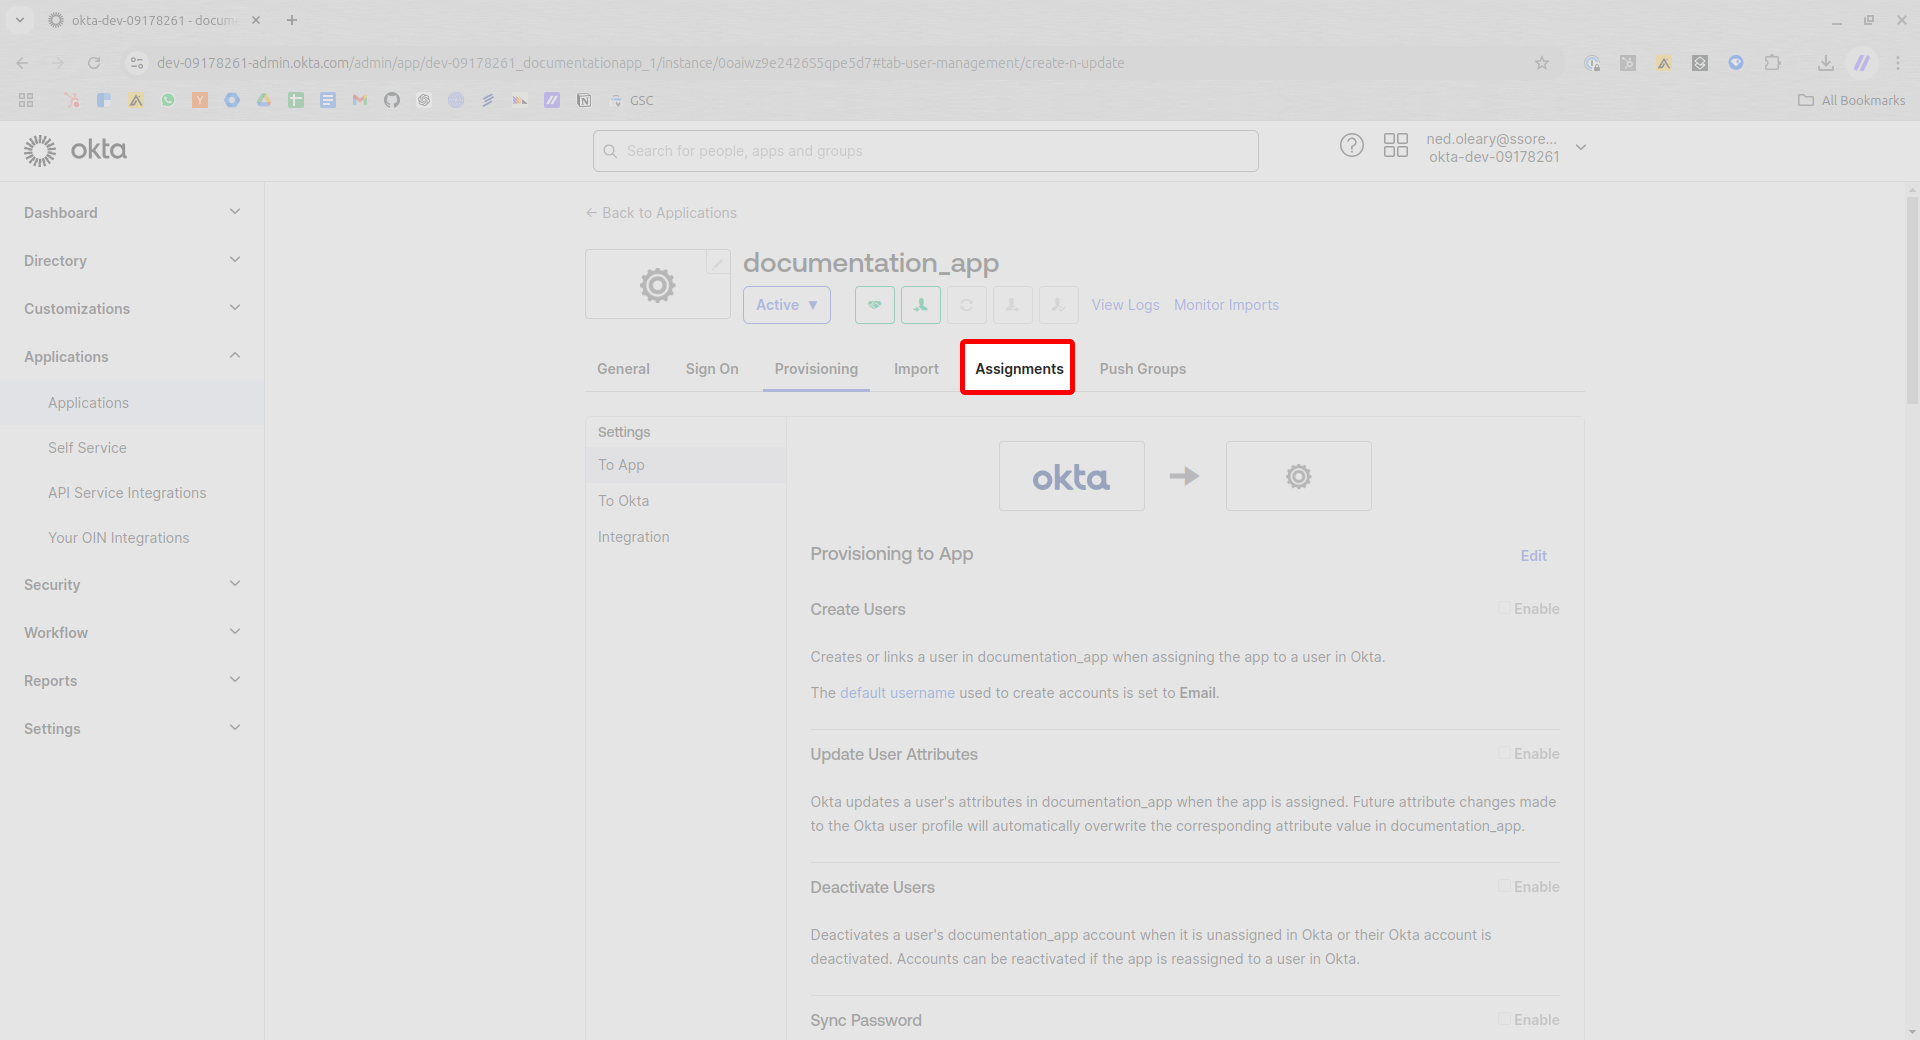 okta-dev-09178261 - docum
dev-09178261-admin.okta.com/admin/app/dev-09178261_documentationapp_1/instance/0oaiwz9e2426S5qpe5d7#tab-user-management/create-n-update
GSC
All Bookmarks
okta
Search for people, apps and groups
ned.oleary@ssore...
okta-dev-09178261
Dashboard
Directory
Customizations
Applications
Applications
Self Service
API Service Integrations
Your OIN Integrations
Security
Workflow
Reports
Settings
← Back to Applications
documentation_app
Active ▼
View Logs
Monitor Imports
General
Sign On
Provisioning
Import
Assignments
Push Groups
Settings
To App
To Okta
Integration
okta
Provisioning to App
Edit
Create Users
Enable
Creates or links a user in documentation_app when assigning the app to a user in Okta.
The default username used to create accounts is set to Email.
Update User Attributes
Enable
Okta updates a user's attributes in documentation_app when the app is assigned. Future attribute changes made
to the Okta user profile will automatically overwrite the corresponding attribute value in documentation_app.
Deactivate Users
Enable
Deactivates a user's documentation_app account when it is unassigned in Okta or their Okta account is
deactivated. Accounts can be reactivated if the app is reassigned to a user in Okta.
Sync Password
Enable